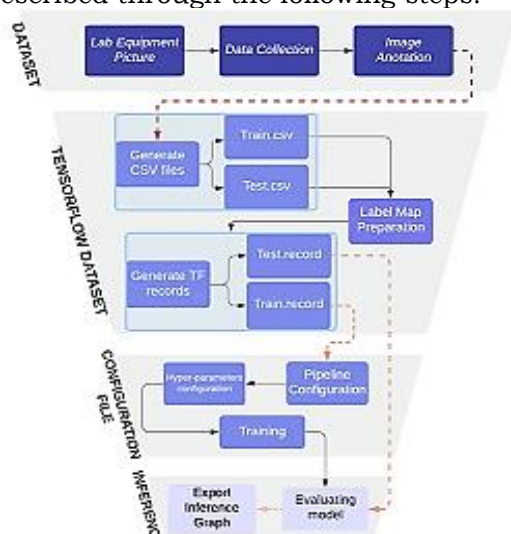 escribed through the following steps:
DATASET
Lab Equipment
Picture
Data Collection
Image
Anotation
TENSORFLOW DATASET
Generate
CSV files
Train.csv
Test.csv
Label Map
Preparation
Generate TF
records
Test.record
Train.record
CONFIGURATION
FILE
Hyper-parameters
configuration
Pipeline
Configuration
Training
INFERENC
Export
Inference
Graph
Evaluating
model